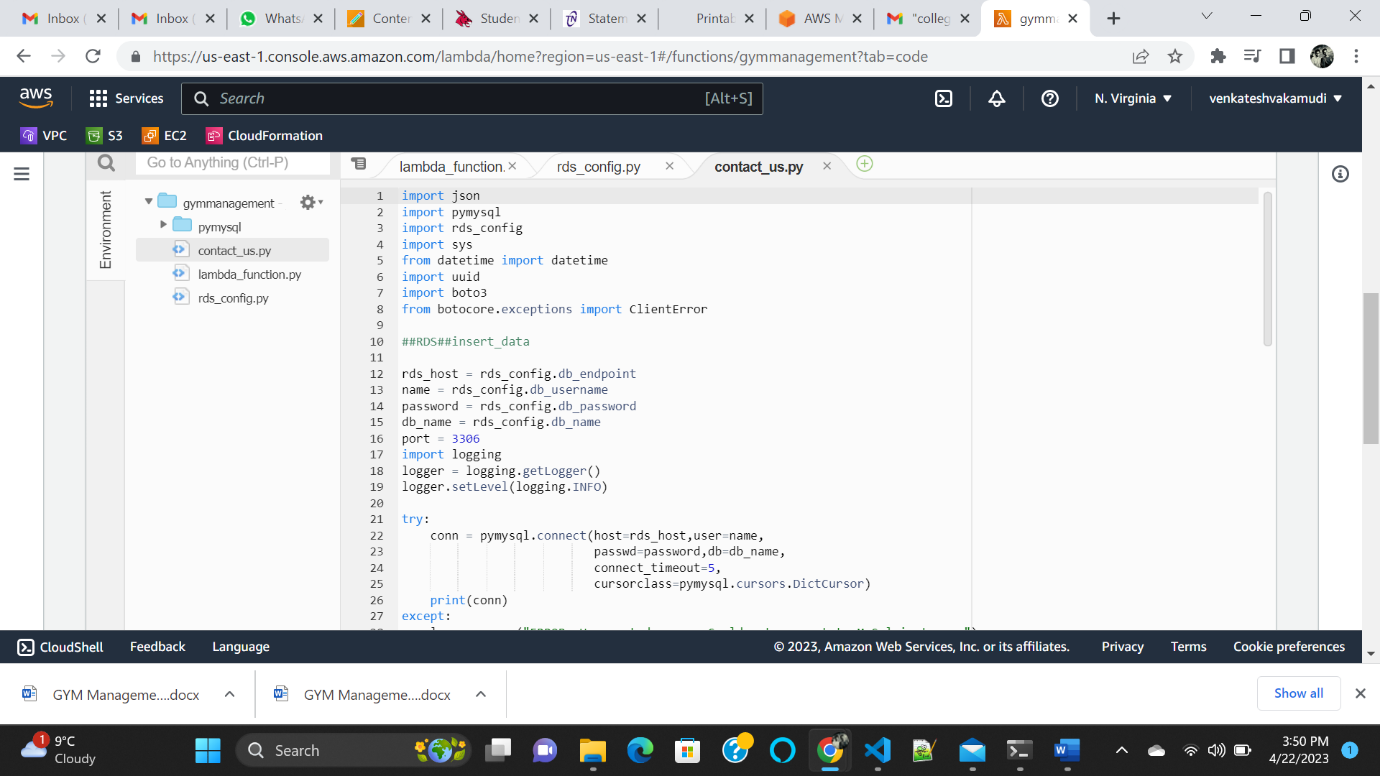 Inbox (
Inbox (
Whats
Conter
Studen
Statem
Printab
AWS M
"colleg
gymm
https://us-east-1.console.aws.amazon.com/lambda/home?region=us-east-1#/functions/gymmanagement?tab=code
aws
Services
Search
[Alt+S]
N. Virginia
venkateshvakamudi
VPC
S3
EC2
CloudFormation
Go to Anything (Ctrl-P)
lambda_function.
rds_config.py
contact_us.py
Environment
gymmanagement
pymysql
contact_us.py
lambda_function.py
rds_config.py
1 import json
2 import pymysql
3 import rds_config
4 import sys
5 from datetime import datetime
6 import uuid
7 import boto3
8 from botocore.exceptions import ClientError
9
10 ##RDS##insert_data
11
12 rds_host = rds_config.db_endpoint
13 name = rds_config.db_username
14 password = rds_config.db_password
15 db_name = rds_config.db_name
16 port = 3306
17 import logging
18 logger = logging.getLogger()
19 logger.setLevel(logging.INFO)
20
21 try:
22 conn = pymysql.connect(host=rds_host,user=name,
23 passwd=password,db=db_name,
24 connect_timeout=5,
25 cursorclass=pymysql.cursors.DictCursor)
26 print(conn)
27 except:
CloudShell
Feedback
Language
© 2023, Amazon Web Services, Inc. or its affiliates.
Privacy
Terms
Cookie preferences
GYM Manageme....docx
GYM Manageme....docx
Show all
1
9°C
Cloudy
Search
3:50 PM
4/22/2023
1